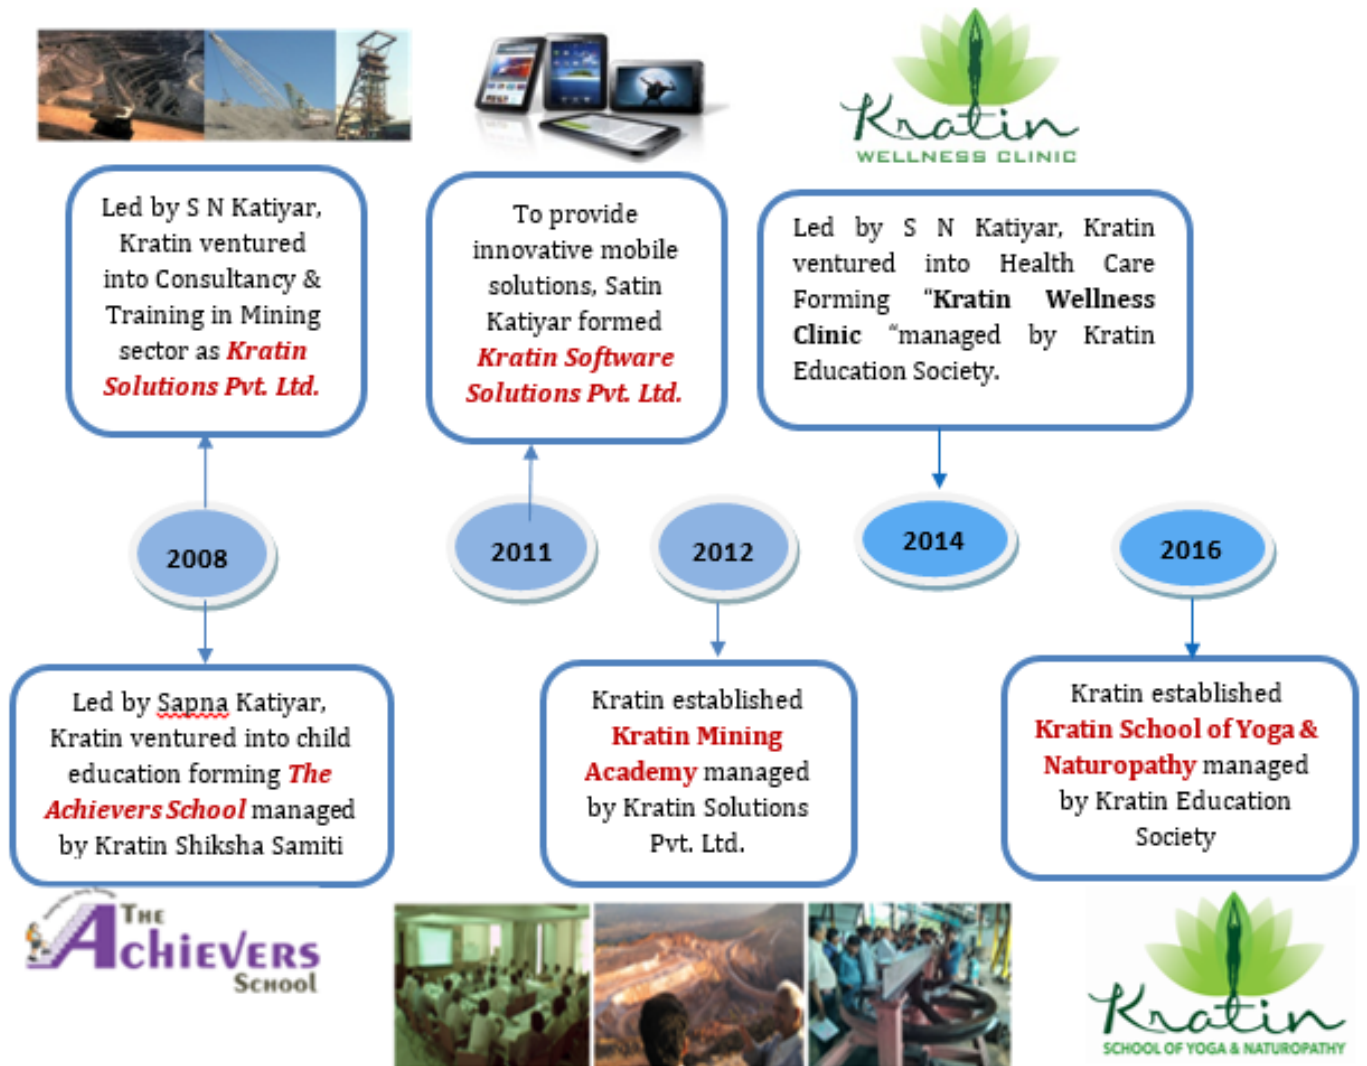 Kratin
WELLNESS CLINIC
Led by S N Katiyar,
Kratin ventured
into Consultancy &
Training in Mining
sector as Kratin
Solutions Pvt. Ltd.
To provide
innovative mobile
solutions, Satin
Katiyar formed
Kratin Software
Solutions Pvt. Ltd.
Led by S N Katiyar, Kratin
ventured into Health Care
Forming “Kratin Wellness
Clinic “managed by Kratin
Education Society.
2008
2011
2012
2014
2016
Led by Sapna Katiyar,
Kratin ventured into child
education forming The
Achievers School managed
by Kratin Shiksha Samiti
Kratin established
Kratin Mining
Academy managed
by Kratin Solutions
Pvt. Ltd.
Kratin established
Kratin School of Yoga &
Naturopathy managed
by Kratin Education
Society
THE
ACHIEVERS
SCHOOL
Kratin
SCHOOL OF YOGA & NATUROPATHY